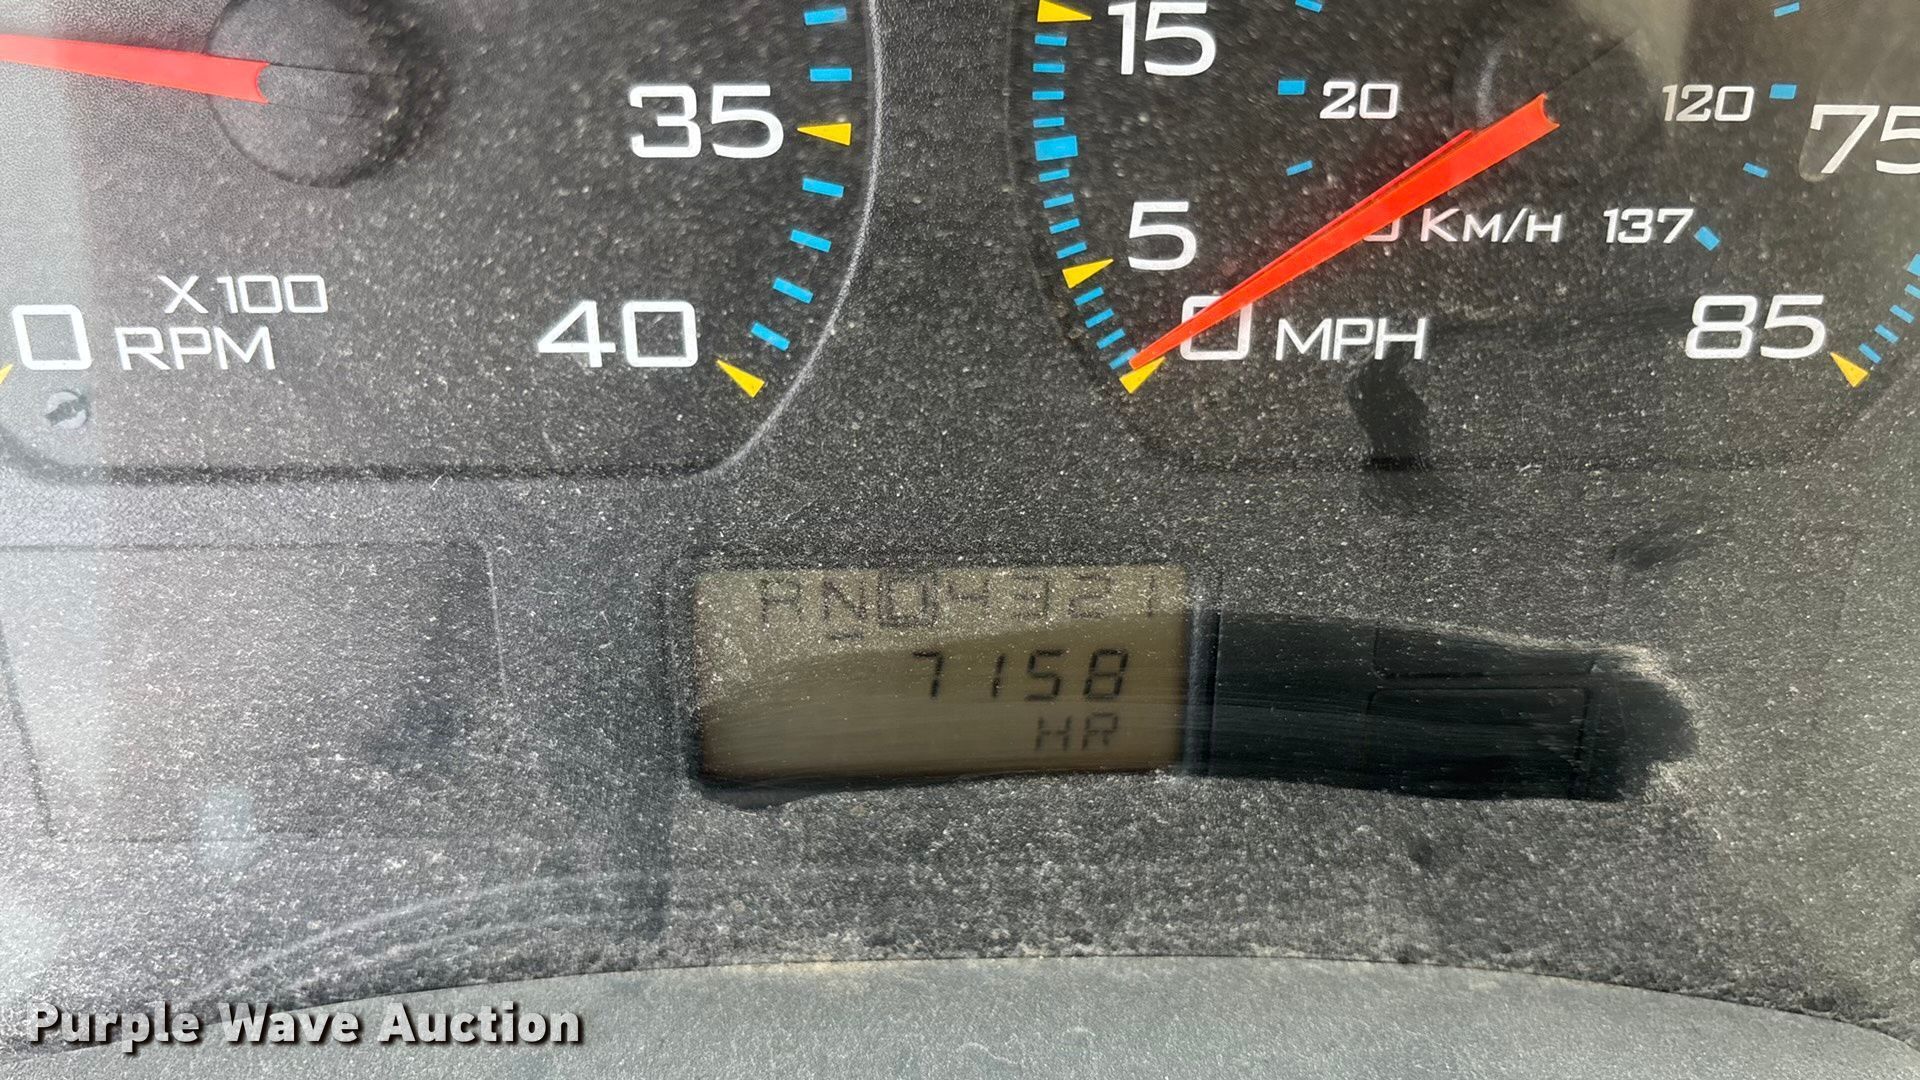 35
40
X100
0 RPM
15
5
0 MPH
20
Km/h
120
137
75
85
RND4321
7158
HR
Purple Wave Auction